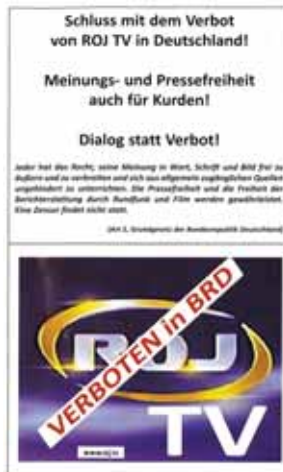 Schluss mit dem Verbot
von ROJ TV in Deutschland!
Meinungs- und Pressefreiheit
auch für Kurden!
Dialog statt Verbot!
Jeder hat das Recht, seine Meinung in Wort, Schrift und Bild frei zu
äußern und zu verbreiten und sich aus allgemein zugänglichen Quellen
ungehindert zu unterrichten. Die Pressefreiheit und die Freiheit der
Berichterstattung durch Rundfunk und Film werden gewährleistet.
Eine Zensur findet nicht statt.
(Art 5, Grundgesetz der Bundesrepublik Deutschland)
ROJ
VERBOTEN in BRD
TV